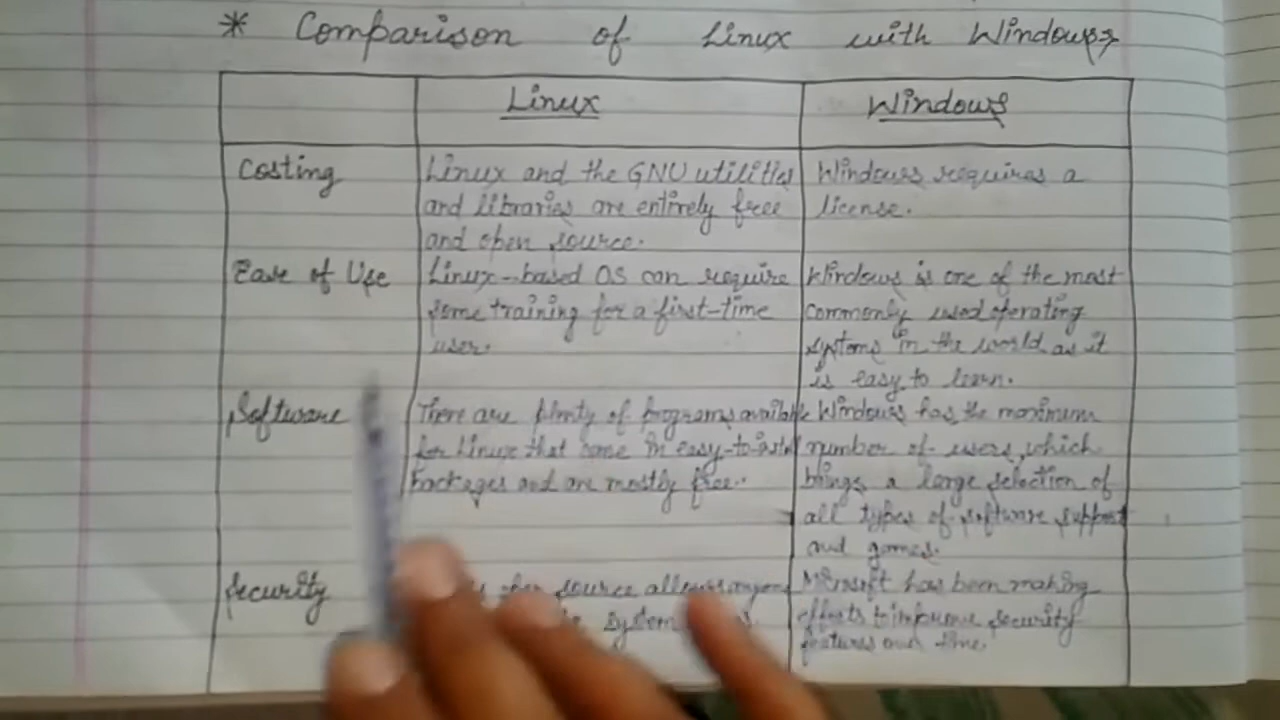 * Comparison of Linux with Windows
Linux
Windows
Costing
Linux and the GNU utilities
and libraries are entirely free
and open source.
Windows requires a
license.
Ease of Use
Linux-based OS can require
some training for a first-time
user.
Windows is one of the most
commonly used operating
systems in the world as it
is easy to learn.
Software
There are plenty of programs available
for Linux that come in easy-to-install
packages and are mostly free.
Windows has the maximum
number of users, which
brings a large selection of
all types of software support
and games.
Security
open source allows anyone
system
Microsoft has been making
efforts to improve security
features over time.